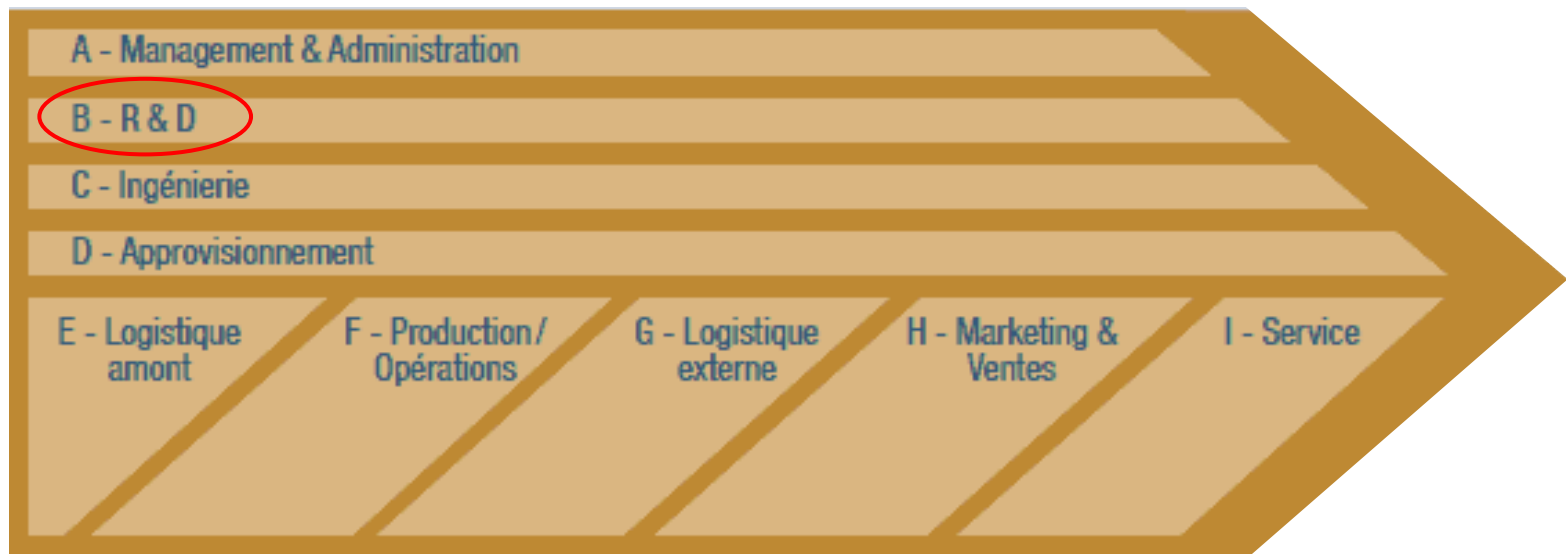 A - Management & Administration
B - R & D
C - Ingénierie
D - Approvisionnement
E - Logistique
amont
F - Production/
Opérations
G - Logistique
externe
H - Marketing &
Ventes
I - Service